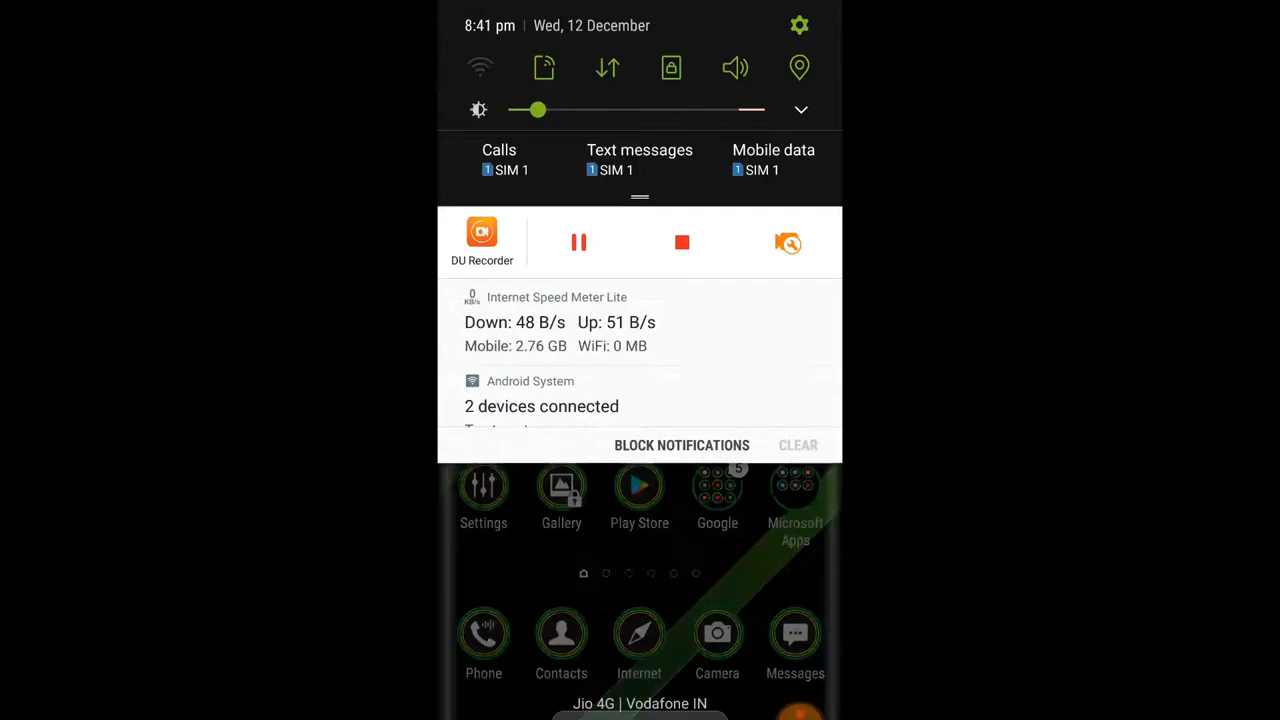 8:41 pm | Wed, 12 December
Calls
1 SIM 1
Text messages
1 SIM 1
Mobile data
1 SIM 1
DU Recorder
0
KB/s
Internet Speed Meter Lite
Down: 48 B/s Up: 51 B/s
Mobile: 2.76 GB WiFi: 0 MB
Android System
2 devices connected
BLOCK NOTIFICATIONS CLEAR
5
Settings
Gallery
Play Store
Google
Microsoft
Apps
Phone
Contacts
Internet
Camera
Messages
Jio 4G | Vodafone IN